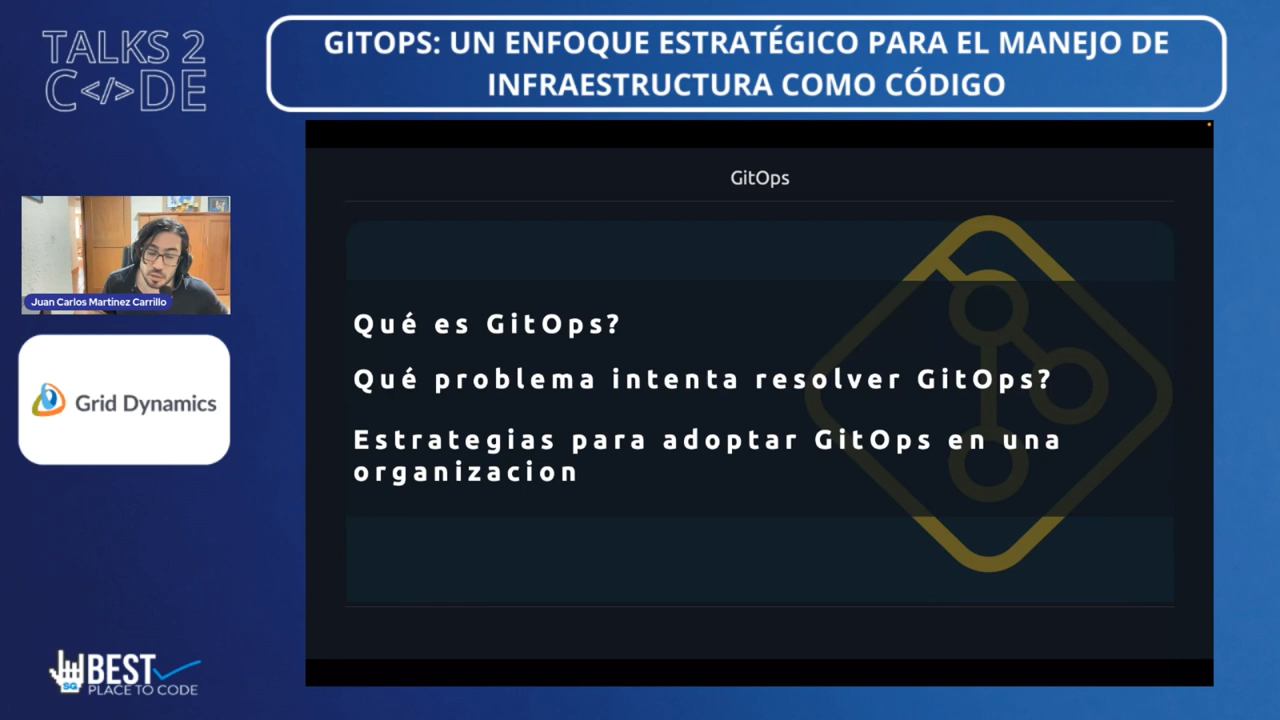 TALKS 2
C</>DE
GITOPS: UN ENFOQUE ESTRATÉGICO PARA EL MANEJO DE
INFRAESTRUCTURA COMO CÓDIGO
GitOps
Qué es GitOps?
Qué problema intenta resolver GitOps?
Estrategias para adoptar GitOps en una
organizacion
Juan Carlos Martinez Carrillo
Grid Dynamics
SG
BEST
PLACE TO CODE